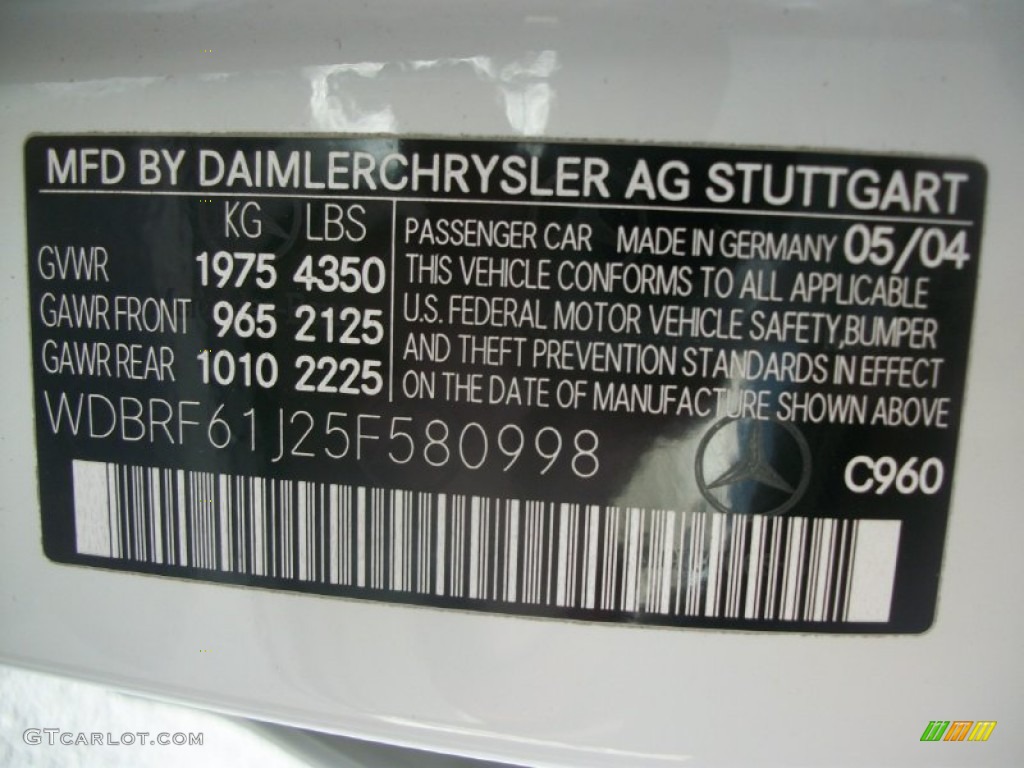 MFD BY DAIMLERCHRYSLER AG STUTTGART
KG LBS
GVWR 1975 4350
GAWR FRONT 965 2125
GAWR REAR 1010 2225
PASSENGER CAR MADE IN GERMANY 05/04
THIS VEHICLE CONFORMS TO ALL APPLICABLE
U.S. FEDERAL MOTOR VEHICLE SAFETY,BUMPER
AND THEFT PREVENTION STANDARDS IN EFFECT
ON THE DATE OF MANUFACTURE SHOWN ABOVE
WDBRF61J25F580998
C960
GTCARLOT.COM